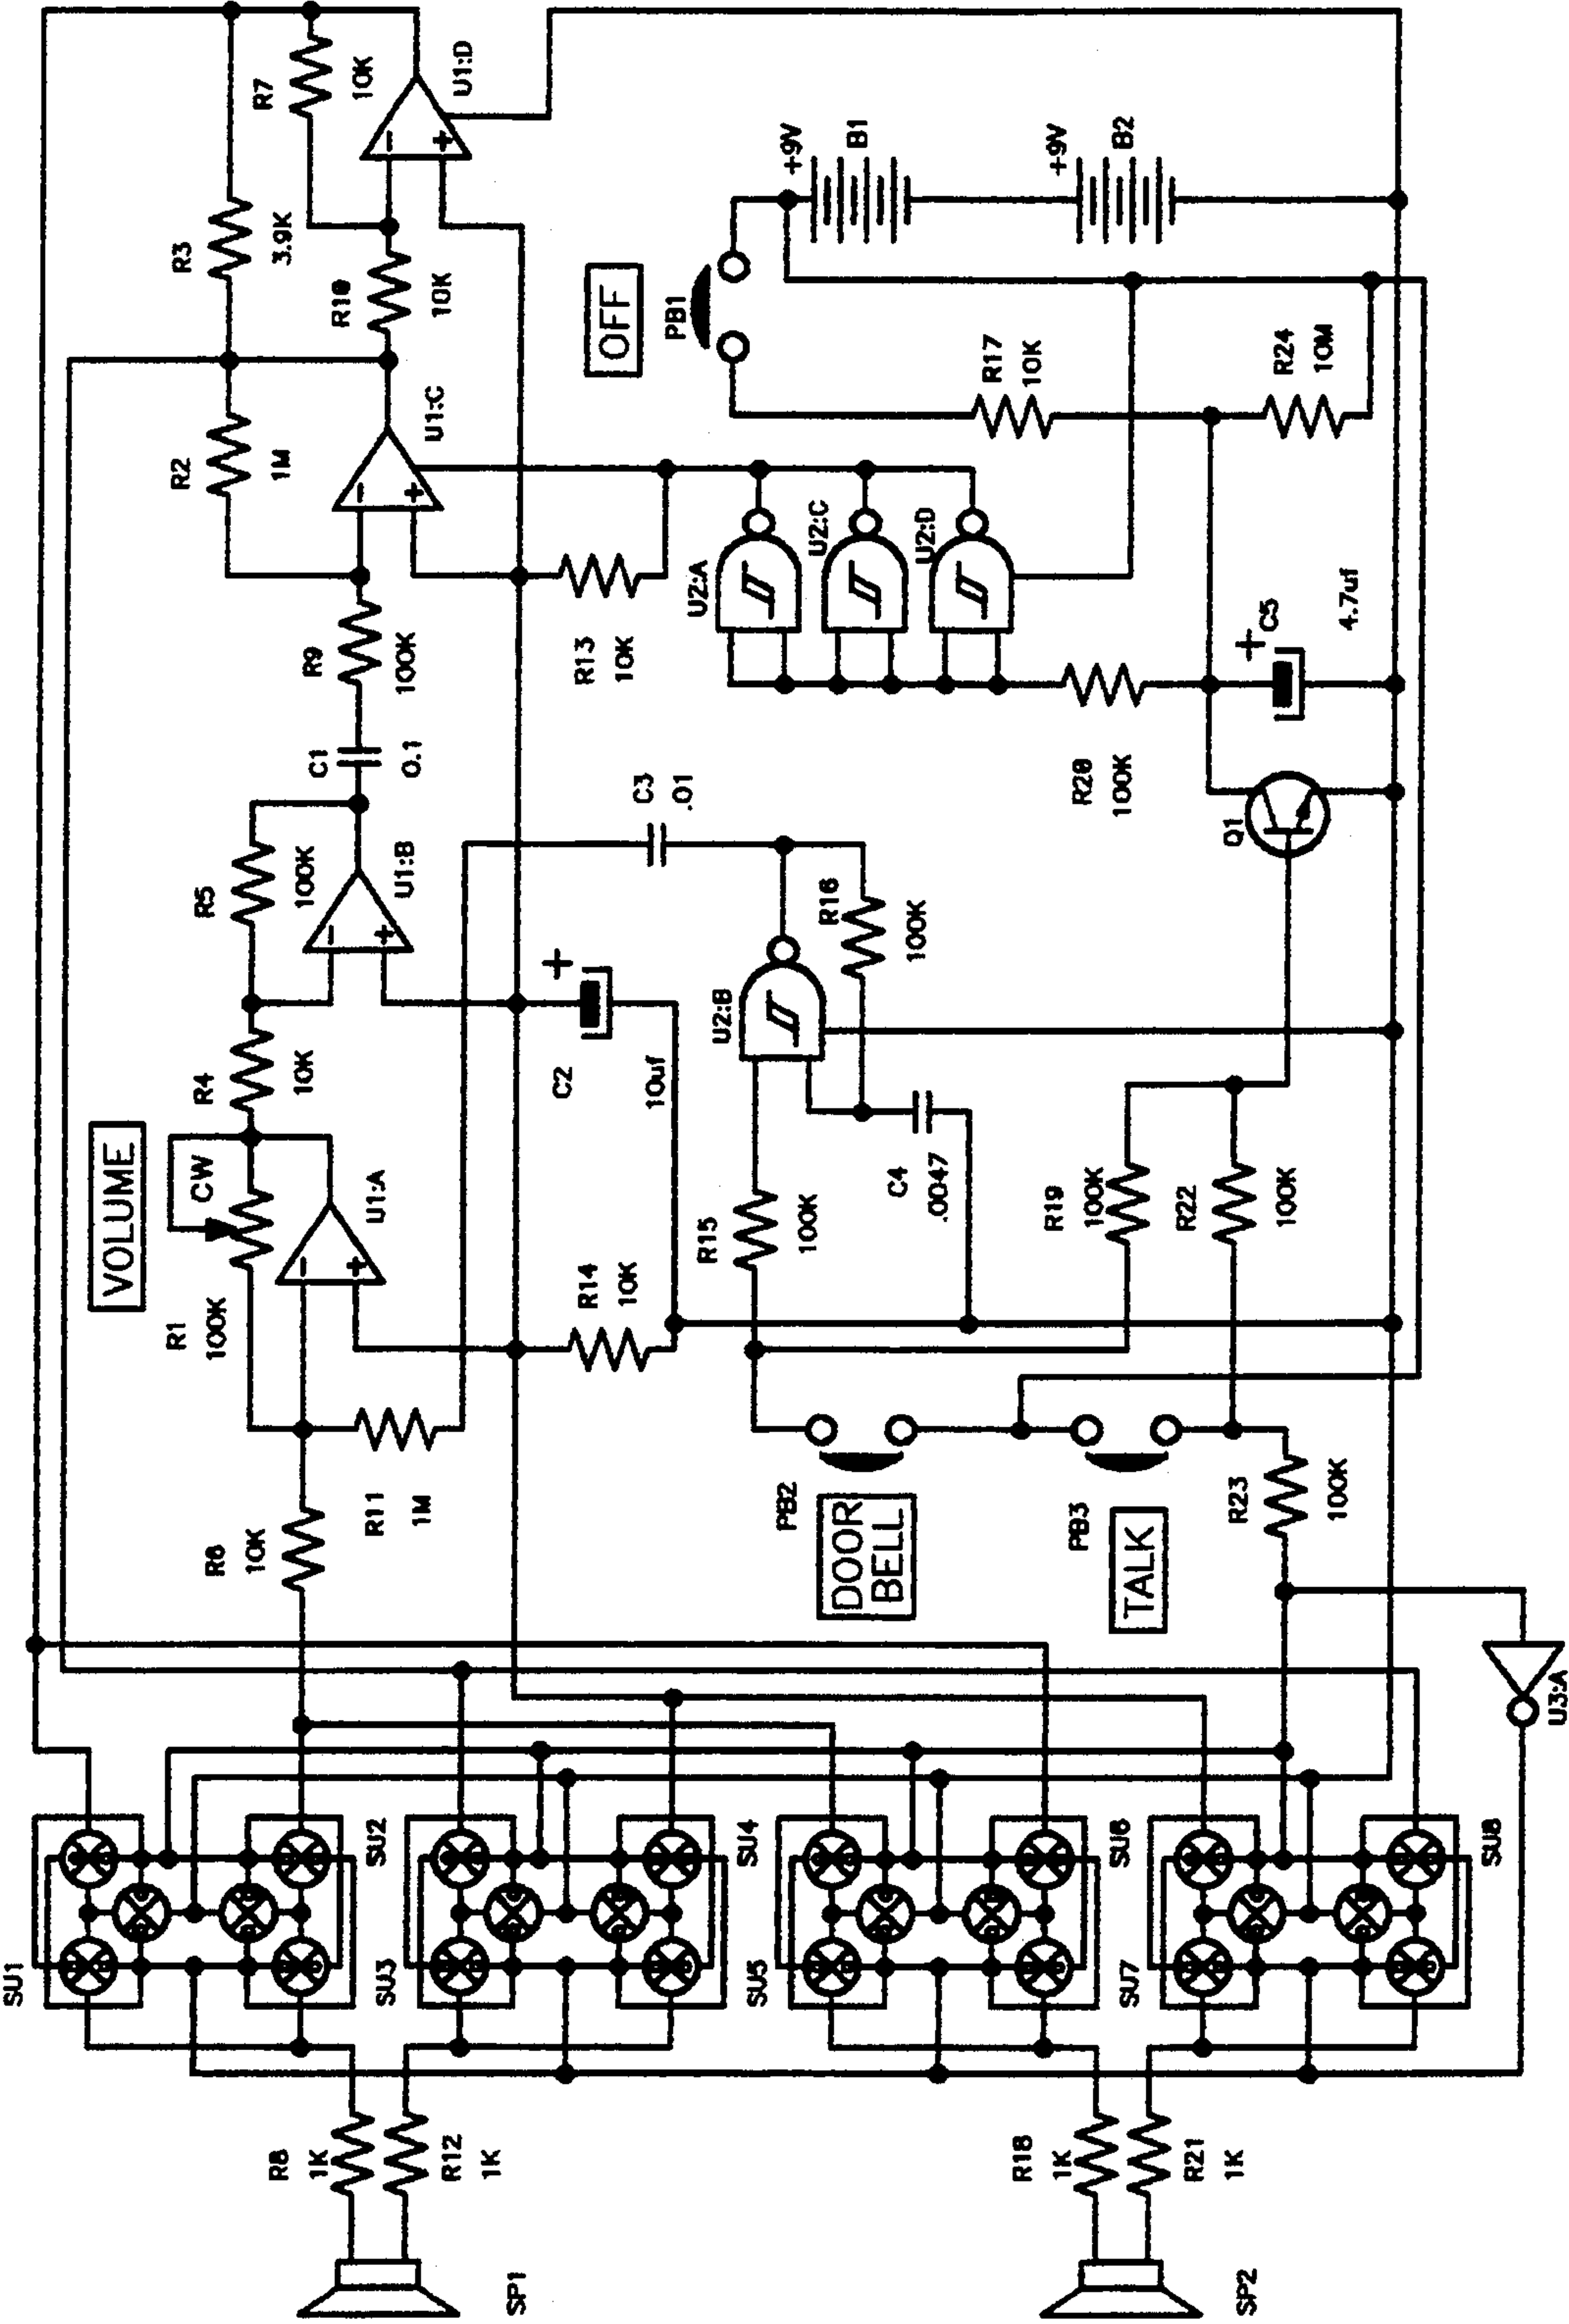 R7
10K
U1:D
R3
3.9K
R10
10K
R2
1M
U1:C
R9
100K
C1
0.1
R5
100K
U1:B
R4
10K
VOLUME
CW
R1
100K
U1:A
R6
10K
R11
1M
R13
10K
C3
.01
+
C2
10uf
R14
10K
OFF
PB1
+9V
B1
+9V
B2
R17
10K
R24
10M
U2:A
U2:C
U2:D
R20
100K
+
C5
4.7uf
Q1
U2:B
R16
100K
R15
100K
C4
.0047
R19
100K
R22
100K
PB2
DOOR
BELL
PB3
TALK
R23
100K
U3:A
SU1
SU2
SU3
SU4
SU5
SU6
SU7
SU8
R8
1K
R12
1K
R18
1K
R21
1K
SP1
SP2